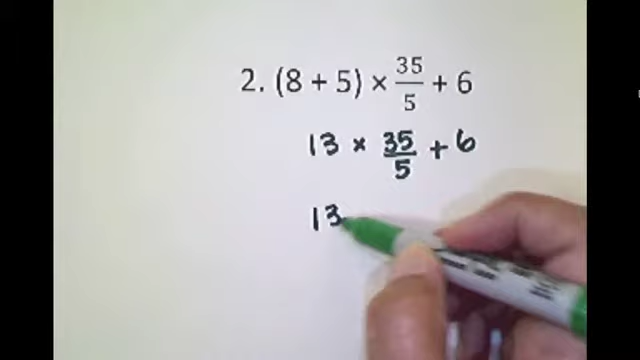 2. (8 + 5) × 35/5 + 6
13 × 35/5 + 6
13